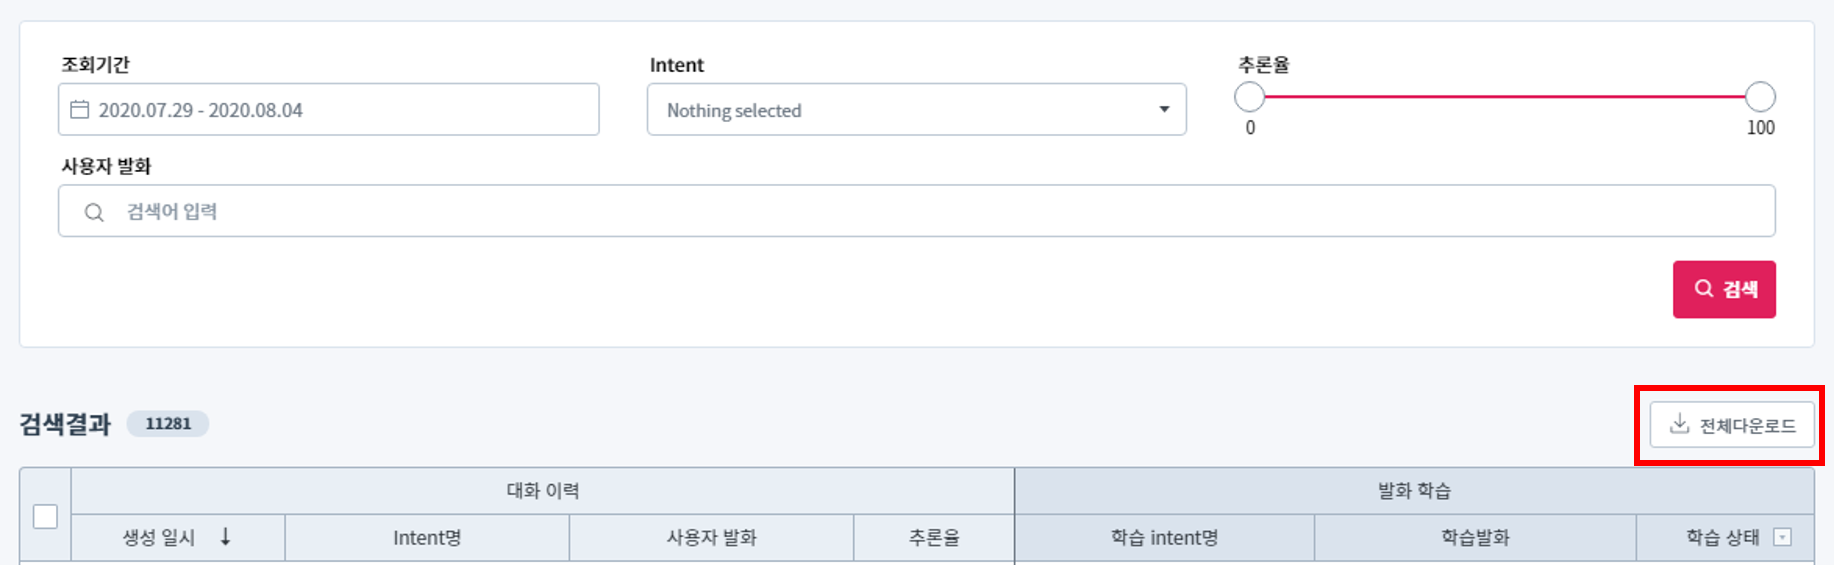 조회기간
Intent
추론율
2020.07.29 - 2020.08.04
Nothing selected
0
100
사용자 발화
검색어 입력
검색
검색결과 11281
전체다운로드
대화 이력
발화 학습
생성 일시 ↓
Intent명
사용자 발화
추론율
학습 intent명
학습발화
학습 상태